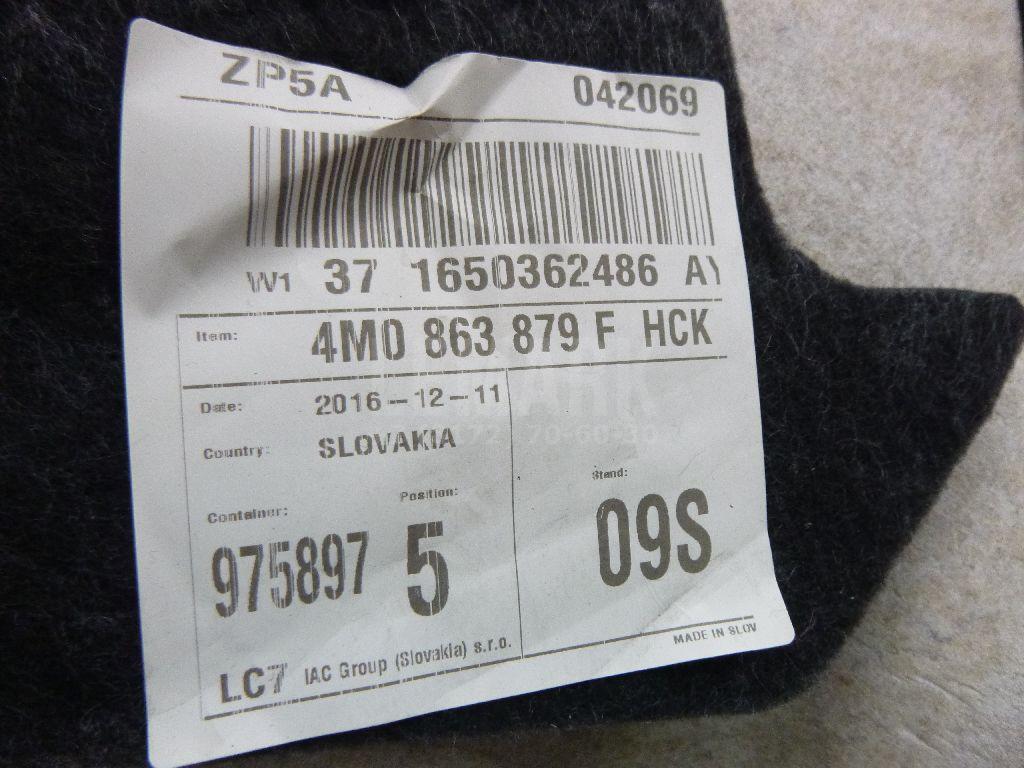 ZP5A 042069
W1 37 1650362486 AY
Item: 4M0 863 879 F HCK
Date: 2016-12-11
Country: SLOVAKIA
Container: Position: Stand:
975897 5 09S
LC7 IAC Group (Slovakia) s.r.o. MADE IN SLOV